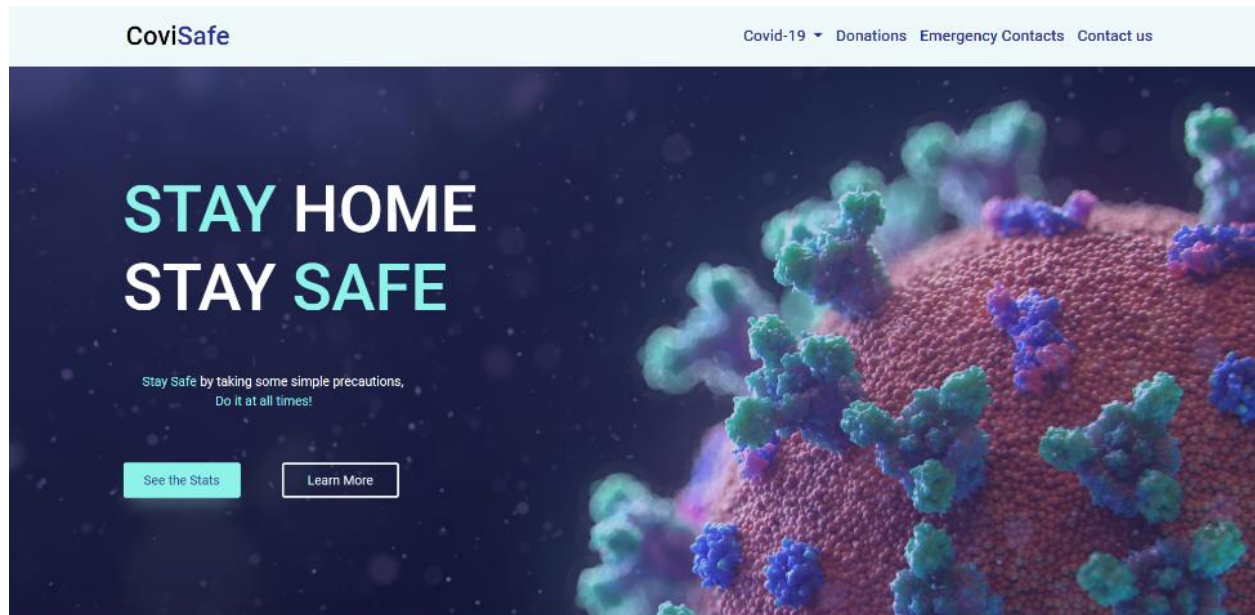 CoviSafe
Covid-19 Donations Emergency Contacts Contact us
STAY HOME
STAY SAFE
Stay Safe by taking some simple precautions,
Do it at all times!
See the Stats
Learn More